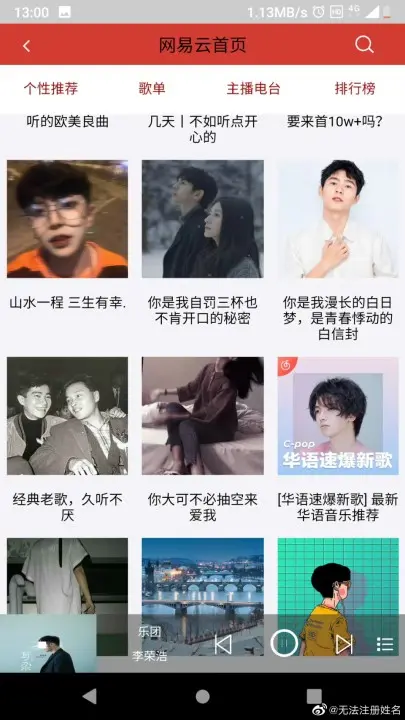 13:00
1.13MB/s
HD
4G
网易云首页
个性推荐
歌单
主播电台
排行榜
听的欧美良曲
几天丨不如听点开
心的
要来首10w+吗?
山水一程 三生有幸.
你是我自罚三杯也
不肯开口的秘密
你是我漫长的白日
梦，是青春悸动的
白信封
C-pop
华语速爆新歌
经典老歌，久听不
厌
你大可不必抽空来
爱我
[华语速爆新歌] 最新
华语音乐推荐
乐团
李荣浩
@无法注册姓名